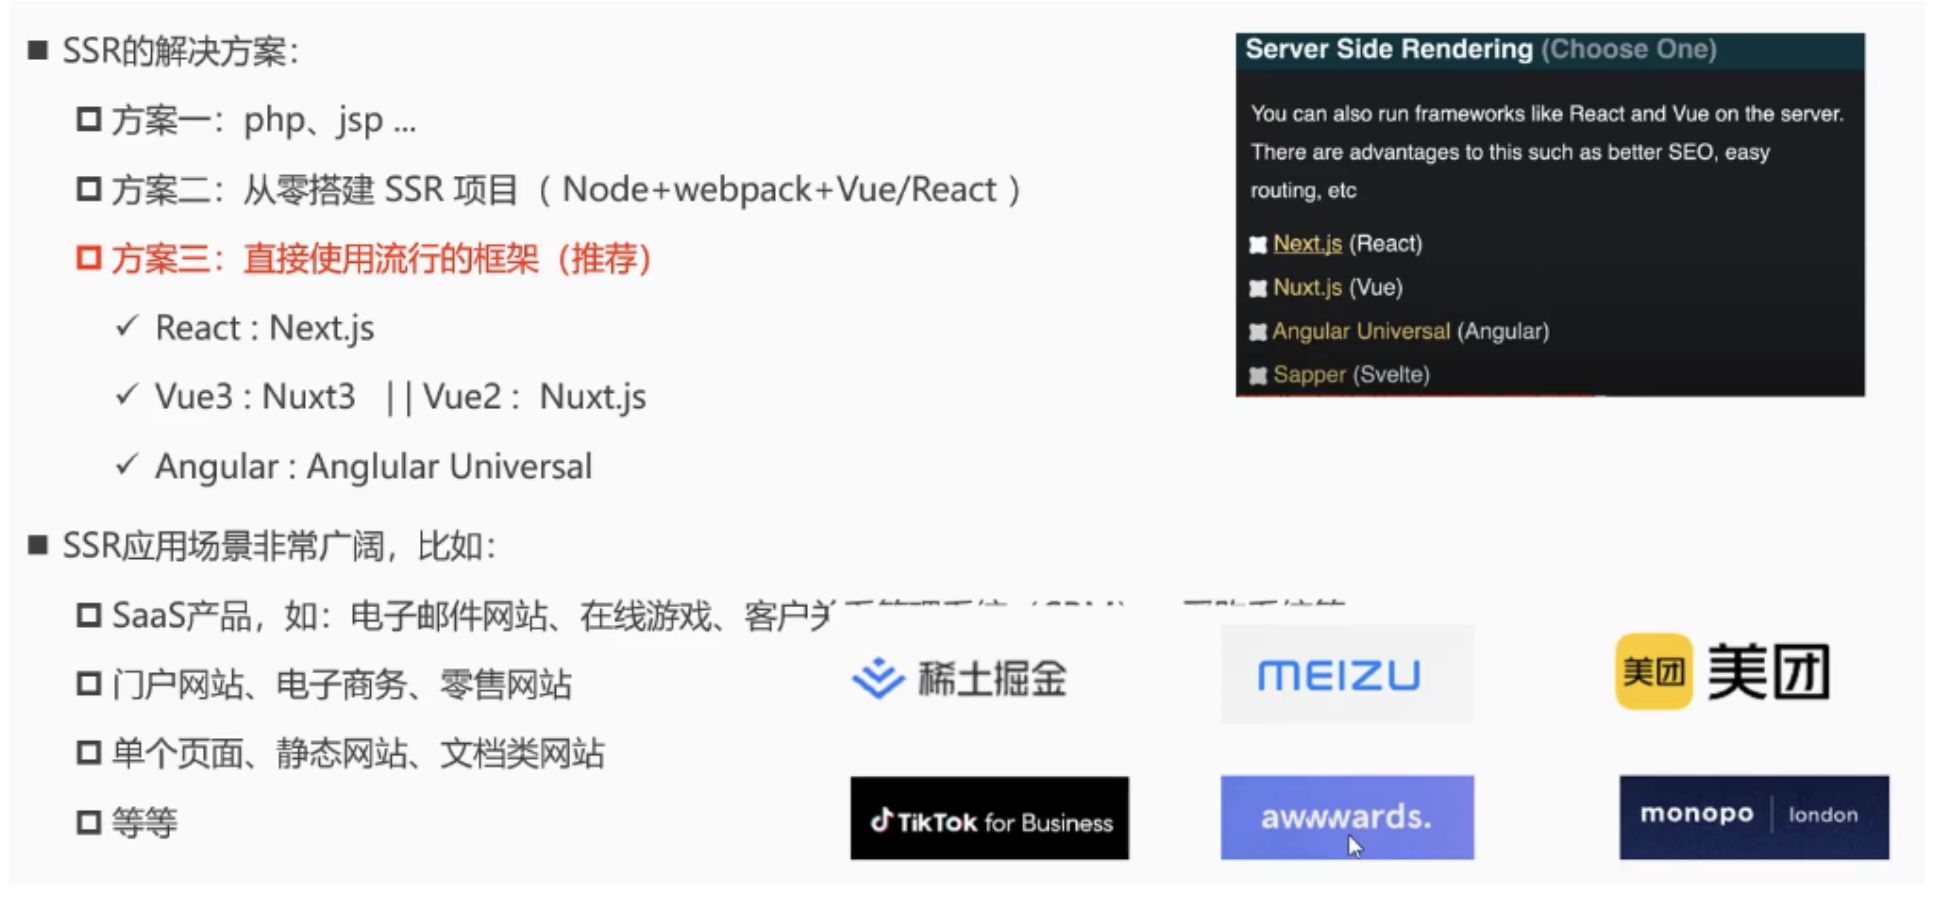 SSR的解决方案：
方案一：php、jsp ...
方案二：从零搭建 SSR 项目（ Node+webpack+Vue/React ）
方案三：直接使用流行的框架（推荐）
React : Next.js
Vue3 : Nuxt3 || Vue2 : Nuxt.js
Angular : Anglular Universal
Server Side Rendering (Choose One)
You can also run frameworks like React and Vue on the server.
There are advantages to this such as better SEO, easy
routing, etc
Next.js (React)
Nuxt.js (Vue)
Angular Universal (Angular)
Sapper (Svelte)
SSR应用场景非常广阔，比如：
SaaS产品，如：电子邮件网站、在线游戏、客户
门户网站、电子商务、零售网站
单个页面、静态网站、文档类网站
等等
稀土掘金
MEIZU
美团 美团
TikTok for Business
awwwards.
monopo london